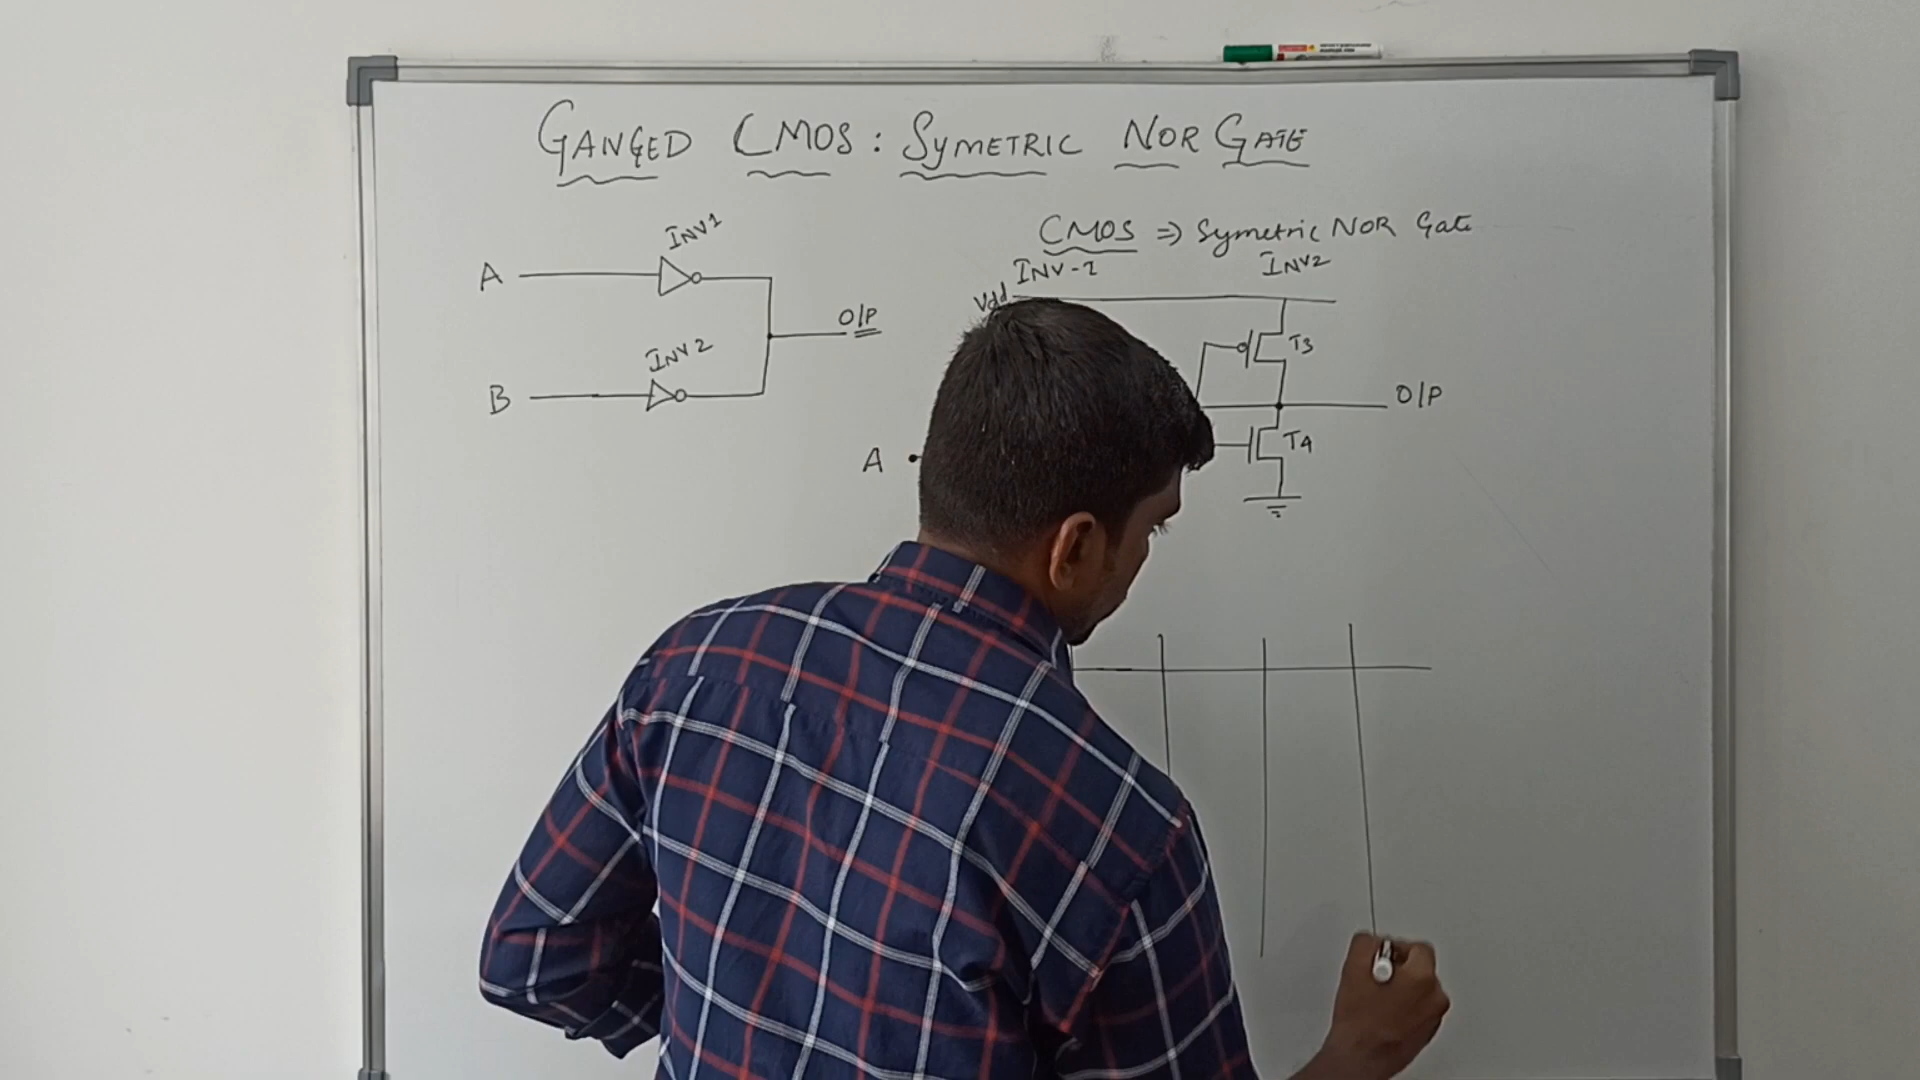 GANGED CMOS : SYMETRIC NOR GATE
INV1
A
O/P
INV2
B
CMOS ⇒ Symetric NOR Gate
INV-1
INV2
Vdd
T3
O/P
T4
A